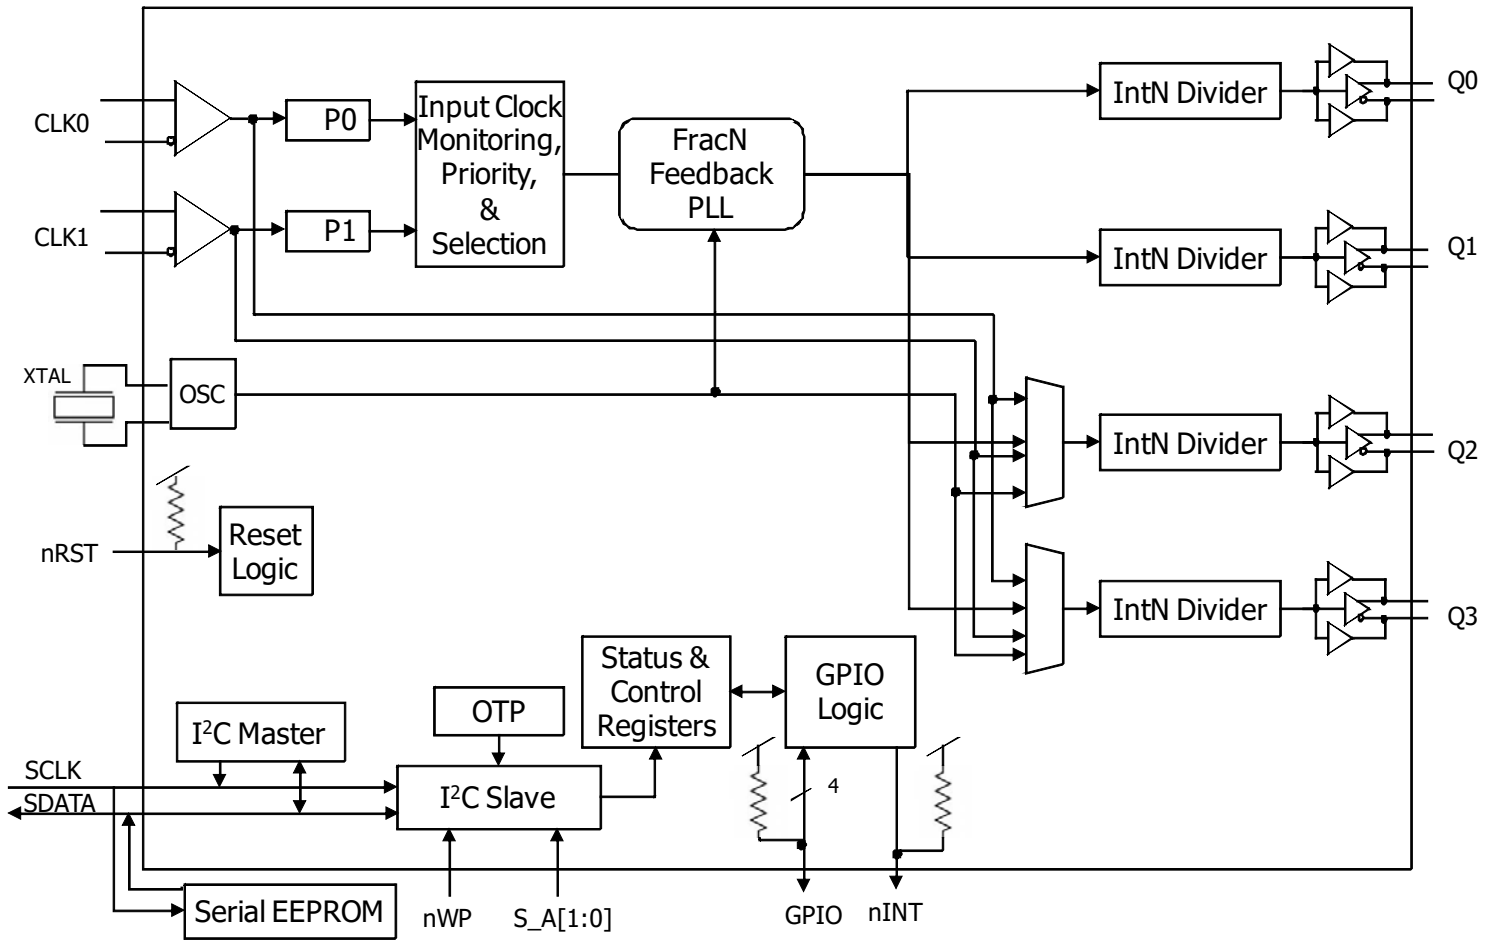 CLK0
P0
Input Clock
Monitoring,
Priority,
&
Selection
FracN
Feedback
PLL
IntN Divider
Q0
CLK1
P1
IntN Divider
Q1
XTAL
OSC
IntN Divider
Q2
nRST
Reset
Logic
IntN Divider
Q3
Status &
Control
Registers
GPIO
Logic
OTP
I²C Master
SCLK
SDATA
I²C Slave
4
Serial EEPROM
nWP
S_A[1:0]
GPIO
nINT